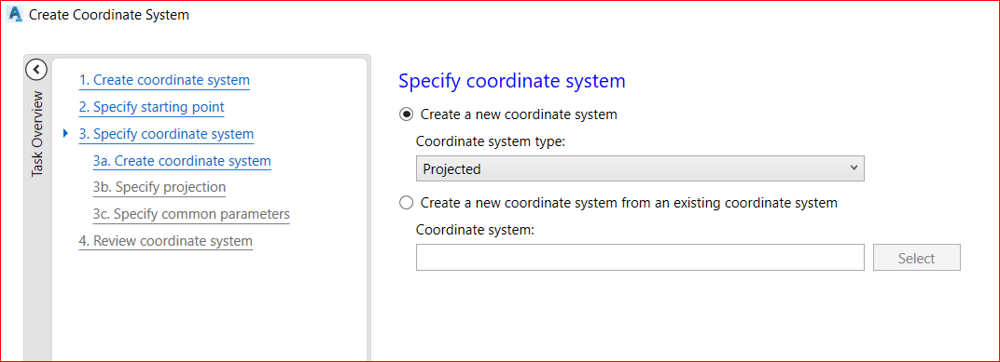 Create Coordinate System
Task Overview
1. Create coordinate system
2. Specify starting point
3. Specify coordinate system
3a. Create coordinate system
3b. Specify projection
3c. Specify common parameters
4. Review coordinate system
Specify coordinate system
Create a new coordinate system
Coordinate system type:
Projected
Create a new coordinate system from an existing coordinate system
Coordinate system:
Select